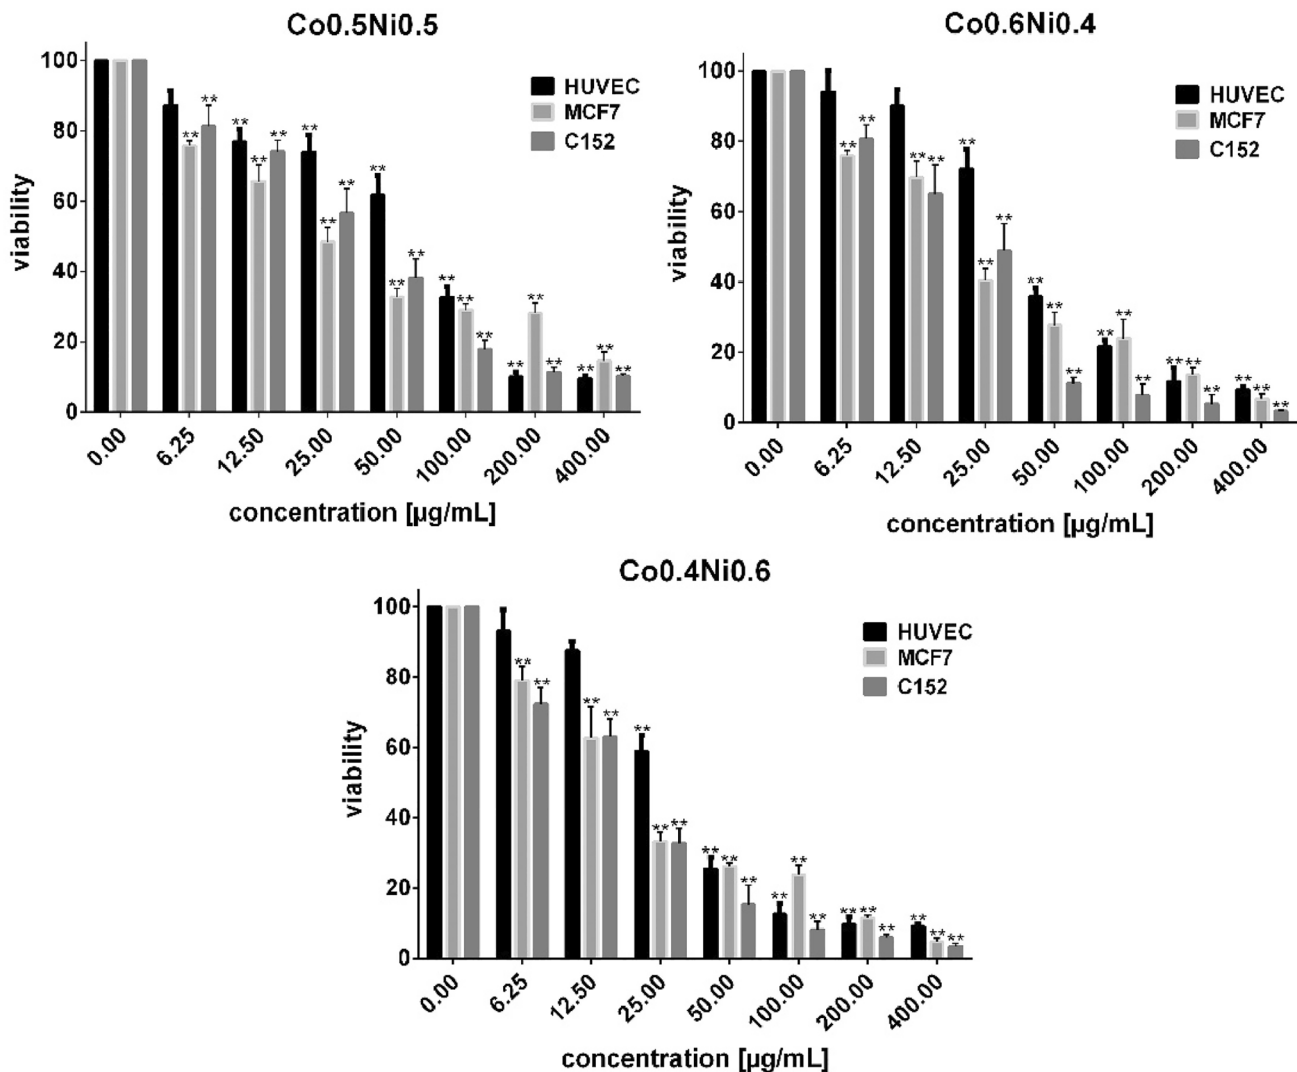 Co0.5Ni0.5
HUVEC
MCF7
C152
viability
100
80
60
40
20
0
** ** ** ** ** ** ** ** ** ** ** ** ** ** ** ** ** ** ** **
0.00 6.25 12.50 25.00 50.00 100.00 200.00 400.00
concentration [µg/mL]
Co0.6Ni0.4
HUVEC
MCF7
C152
viability
100
80
60
40
20
0
** ** ** ** ** ** ** ** ** ** ** ** ** ** ** ** ** ** **
0.00 6.25 12.50 25.00 50.00 100.00 200.00 400.00
concentration [µg/mL]
Co0.4Ni0.6
HUVEC
MCF7
C152
viability
100
80
60
40
20
0
** ** ** ** ** ** ** ** ** ** ** ** ** ** ** ** ** ** **
0.00 6.25 12.50 25.00 50.00 100.00 200.00 400.00
concentration [µg/mL]